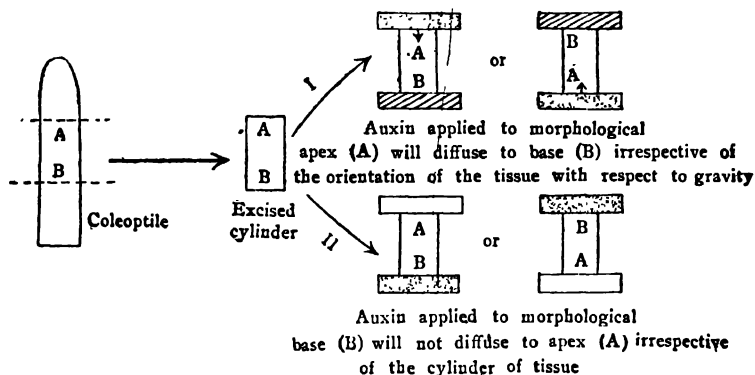 A
B
Coleoptile
A
B
Excised
cylinder
I
II
A
B
or
B
A
Auxin applied to morphological
apex (A) will diffuse to base (B) irrespective of
the orientation of the tissue with respect to gravity
A
B
or
B
A
Auxin applied to morphological
base (B) will not diffuse to apex (A) irrespective
of the cylinder of tissue